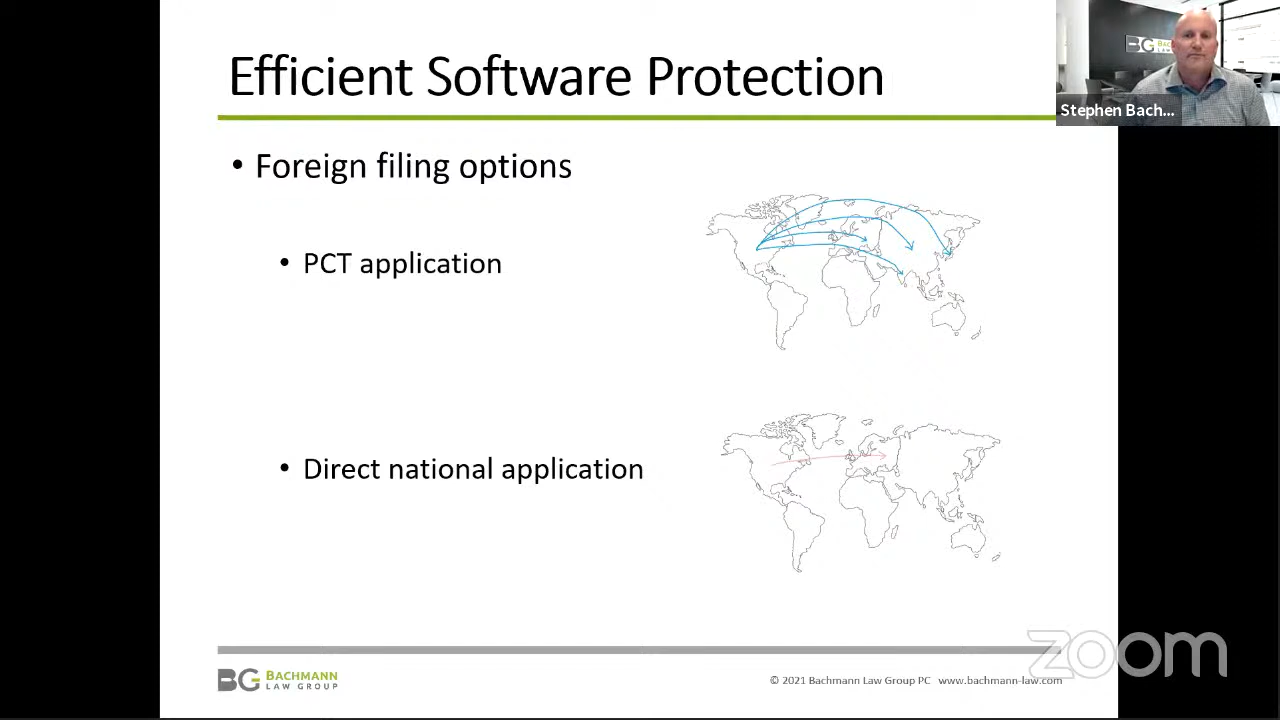 Efficient Software Protection
Stephen Bach...
• Foreign filing options
• PCT application
• Direct national application
BG BACHMANN
LAW GROUP
© 2021 Bachmann Law Group PC www.bachmann-law.com
zoom